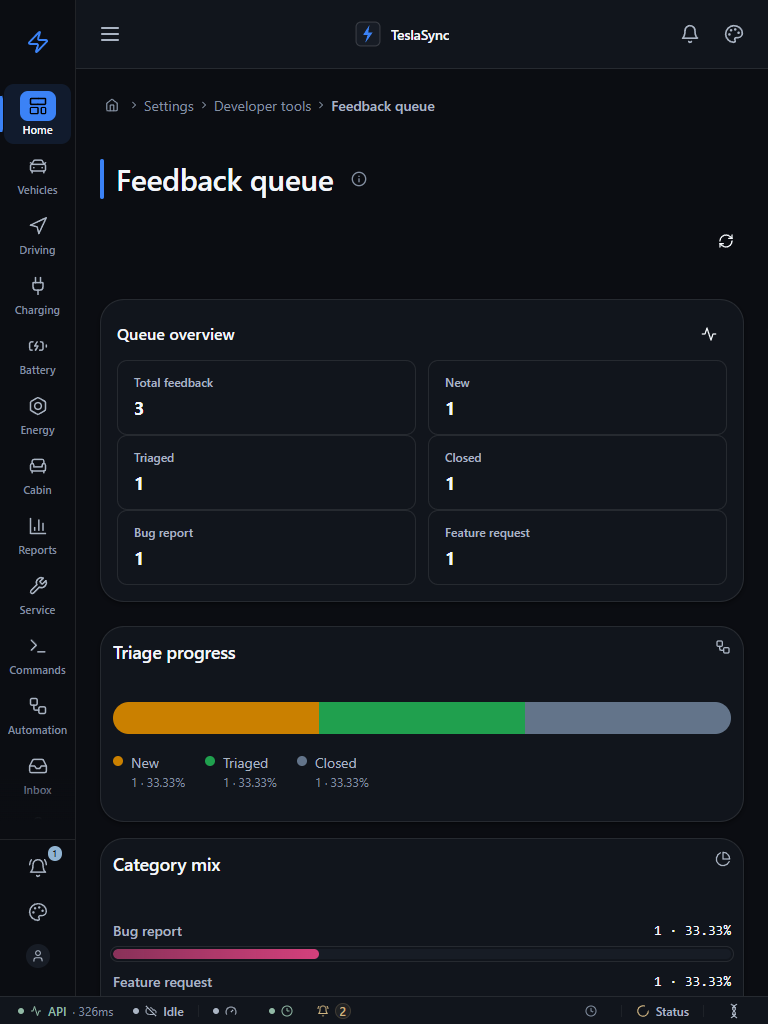 TeslaSync
Home
Vehicles
Driving
Charging
Battery
Energy
Cabin
Reports
Service
Commands
Automation
Inbox
1
Settings > Developer tools > Feedback queue
Feedback queue
Queue overview
Total feedback
3
New
1
Triaged
1
Closed
1
Bug report
1
Feature request
1
Triage progress
New
1 · 33.33%
Triaged
1 · 33.33%
Closed
1 · 33.33%
Category mix
Bug report 1 · 33.33%
Feature request 1 · 33.33%
API · 326ms Idle 2 Status